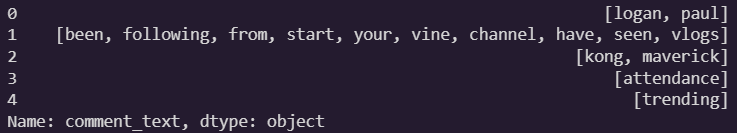 0 [logan, paul]
1 [been, following, from, start, your, vine, channel, have, seen, vlogs]
2 [kong, maverick]
3 [attendance]
4 [trending]
Name: comment_text, dtype: object